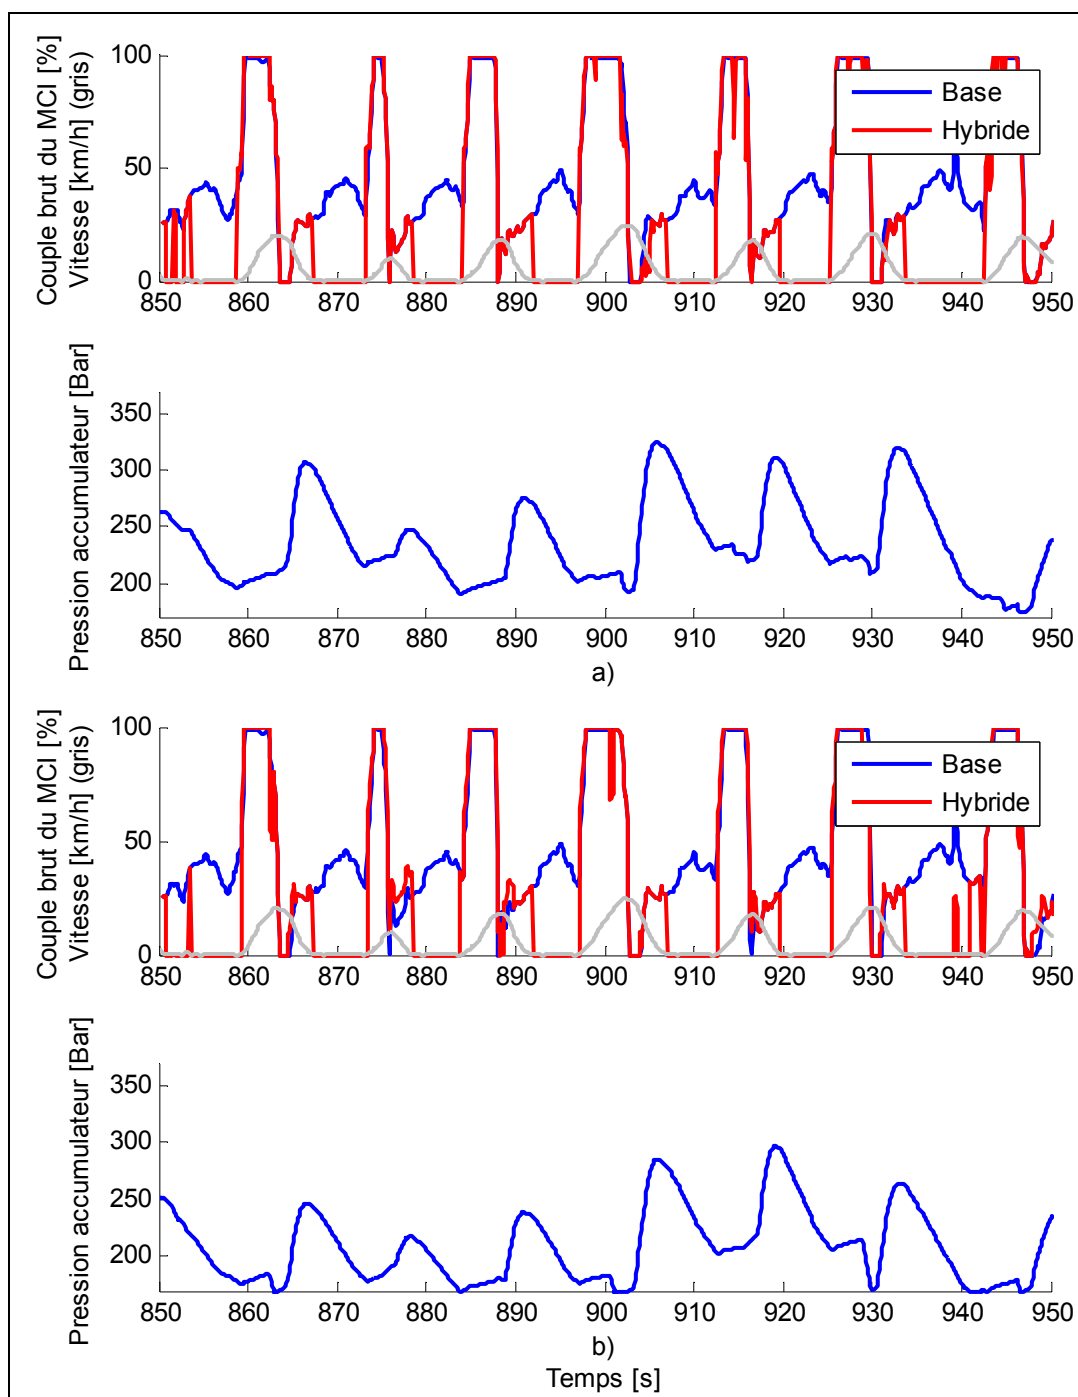 Couple brut du MCI [%]
Vitesse [km/h] (gris)
100
50
0
Base
Hybride
850 860 870 880 890 900 910 920 930 940 950
Pression accumulateur [Bar]
350
300
250
200
850 860 870 880 890 900 910 920 930 940 950
a)
Couple brut du MCI [%]
Vitesse [km/h] (gris)
100
50
0
Base
Hybride
850 860 870 880 890 900 910 920 930 940 950
Pression accumulateur [Bar]
350
300
250
200
850 860 870 880 890 900 910 920 930 940 950
b)
Temps [s]